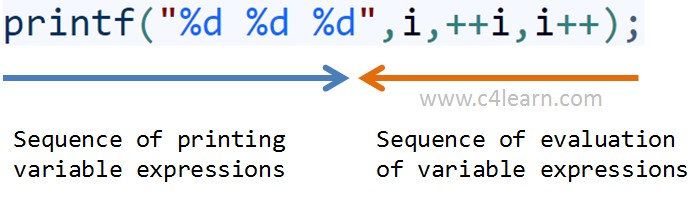 printf("%d %d %d",i,++i,i++);
www.c4learn.com
Sequence of printing
variable expressions
Sequence of evaluation
of variable expressions